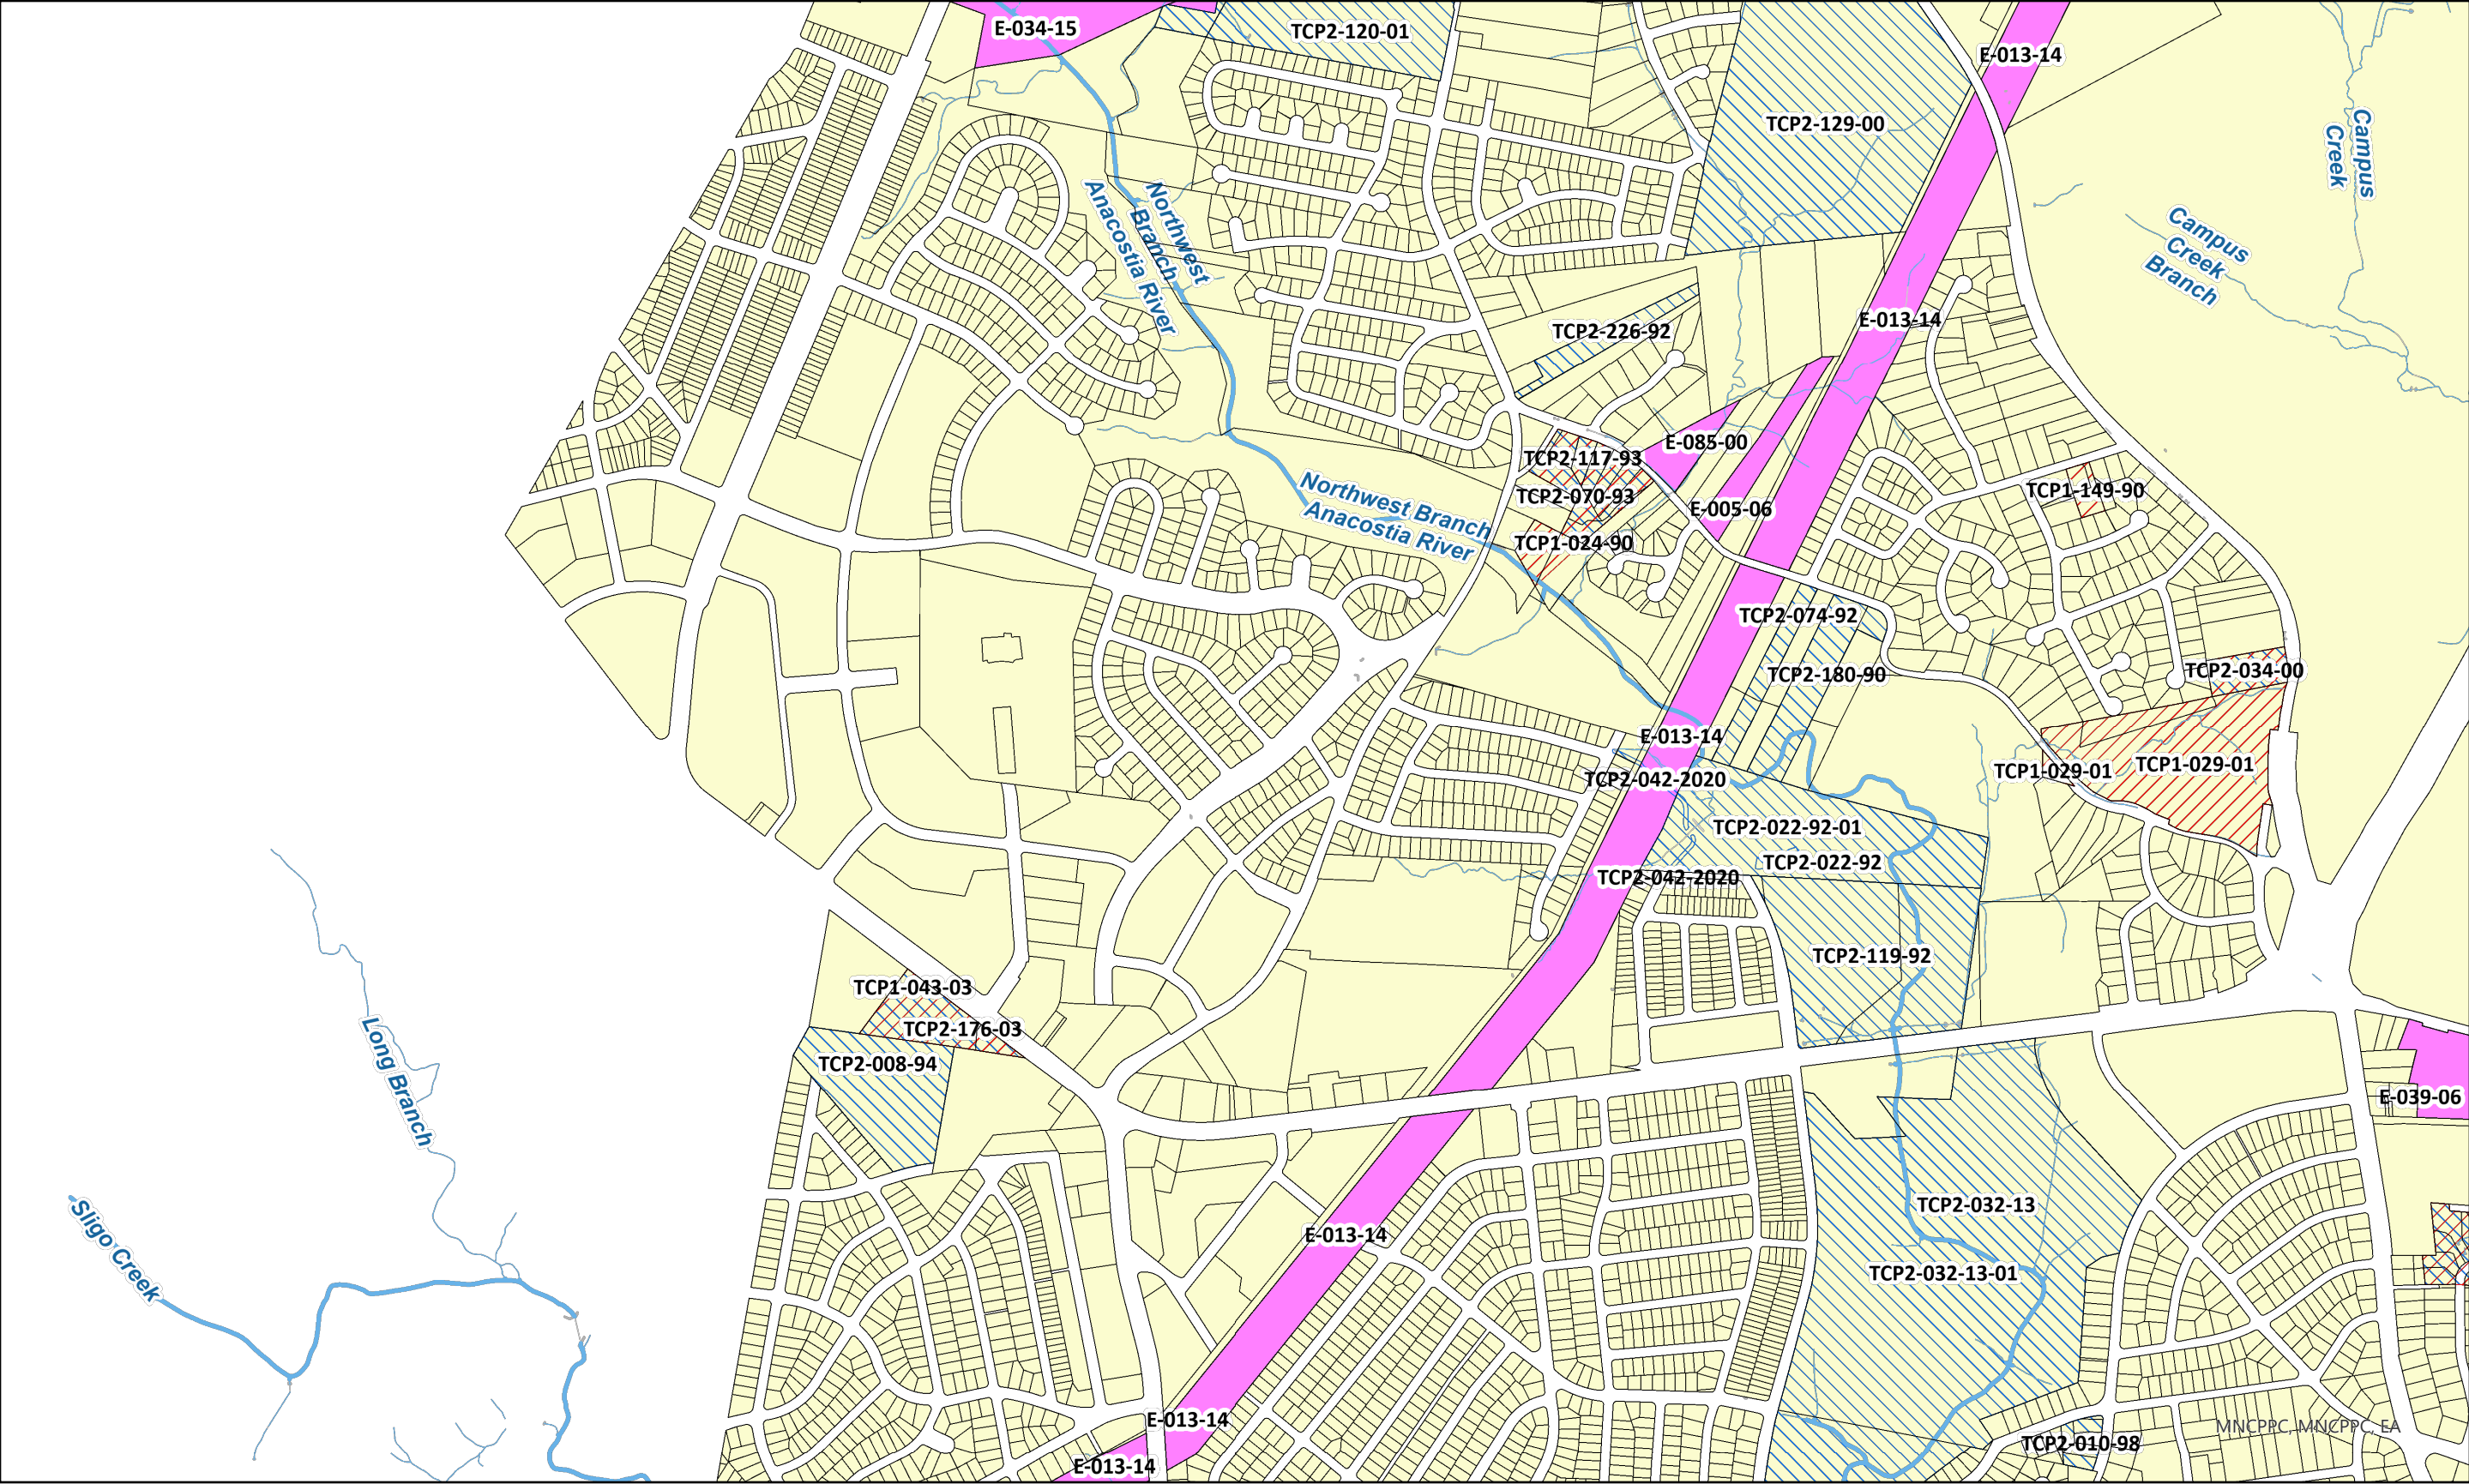 E-034-15
TCP2-120-01
E-013-14
TCP2-129-00
Campus
Creek
Northwest
Branch
Anacostia River
Campus
Creek
Branch
E-013-14
TCP2-226-92
E-085-00
TCP2-117-93
TCP2-070-93
TCP1-149-90
E-005-06
Northwest Branch
Anacostia River
TCP1-024-90
TCP2-074-92
TCP2-180-90
TCP2-034-00
E-013-14
TCP1-029-01
TCP1-029-01
TCP2-042-2020
TCP2-022-92-01
TCP2-022-92
TCP2-042-2020
TCP2-119-92
TCP1-043-03
TCP2-176-03
TCP2-008-94
Long Branch
E-039-06
Sligo Creek
TCP2-032-13
E-013-14
TCP2-032-13-01
E-013-14
MNCPPC, MNCPPC, EA
TCP2-010-98
E-013-14